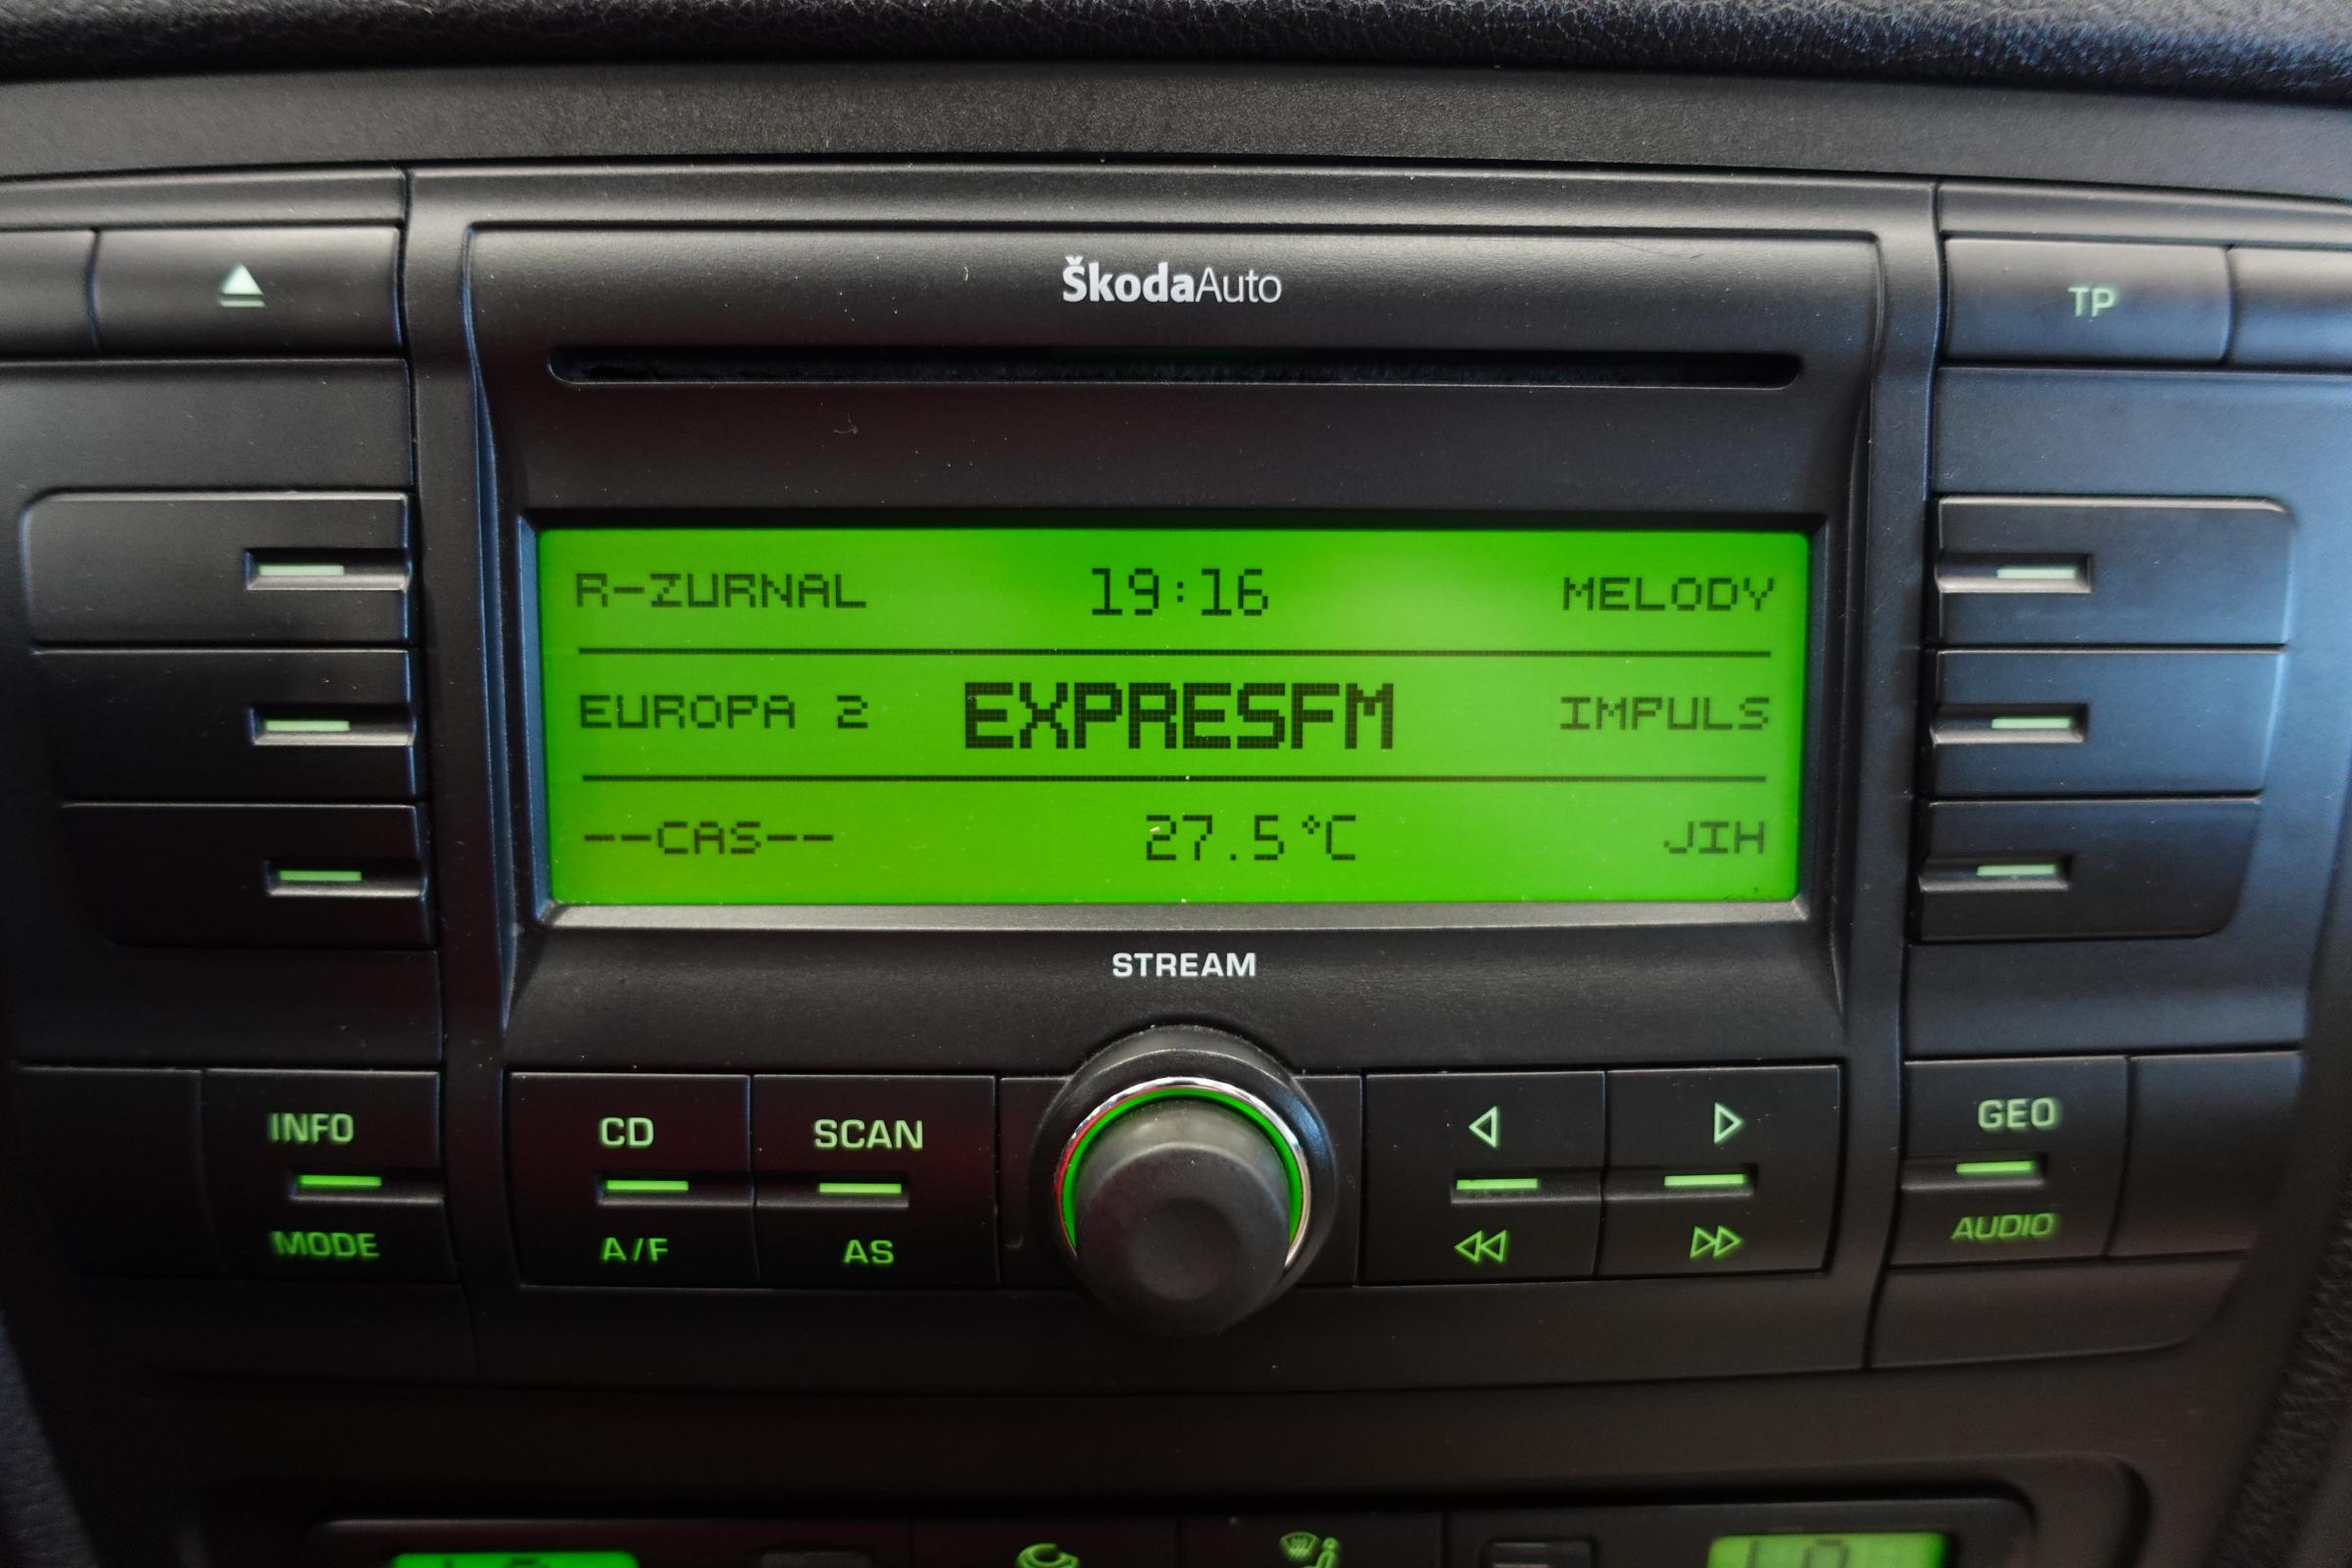 ŠkodaAuto
TP
R-ZURNAL 19:16 MELODY
EUROPA 2 EXPRESFM IMPULS
--CAS-- 27.5°C JIH
STREAM
INFO CD SCAN GEO
MODE A/F AS AUDIO